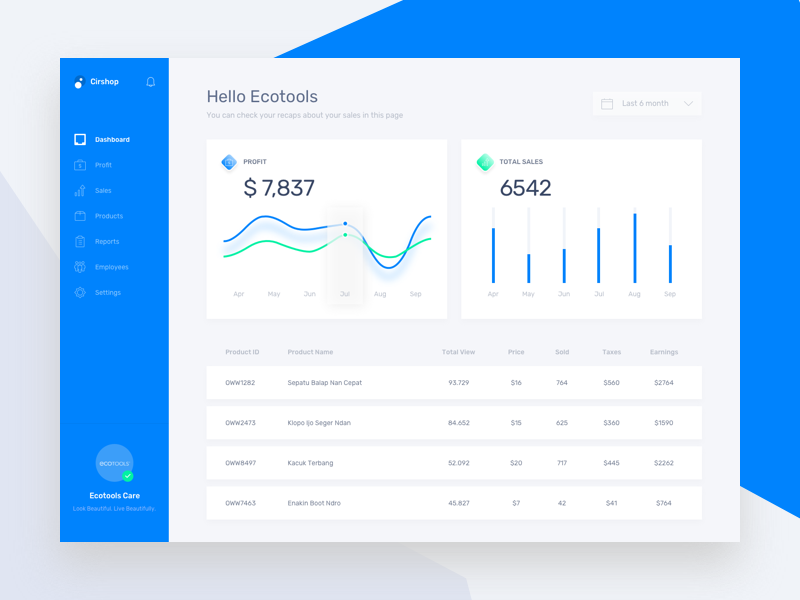 Cirshop
Dashboard
Profit
Sales
Products
Reports
Employees
Settings
ecotools
Ecotools Care
Look Beautiful. Live Beautifully.
Hello Ecotools
You can check your recaps about your sales in this page
Last 6 month
PROFIT
$ 7,837
Apr May Jun Jul Aug Sep
TOTAL SALES
6542
Apr May Jun Jul Aug Sep
Product ID Product Name Total View Price Sold Taxes Earnings
OWW1282 Sepatu Balap Nan Cepat 93.729 $16 764 $560 $2764
OWW2473 Klopo Ijo Seger Ndan 84.652 $15 625 $360 $1590
OWW8497 Kacuk Terbang 52.092 $20 717 $445 $2262
OWW7463 Enakin Boot Ndro 45.827 $7 42 $41 $764